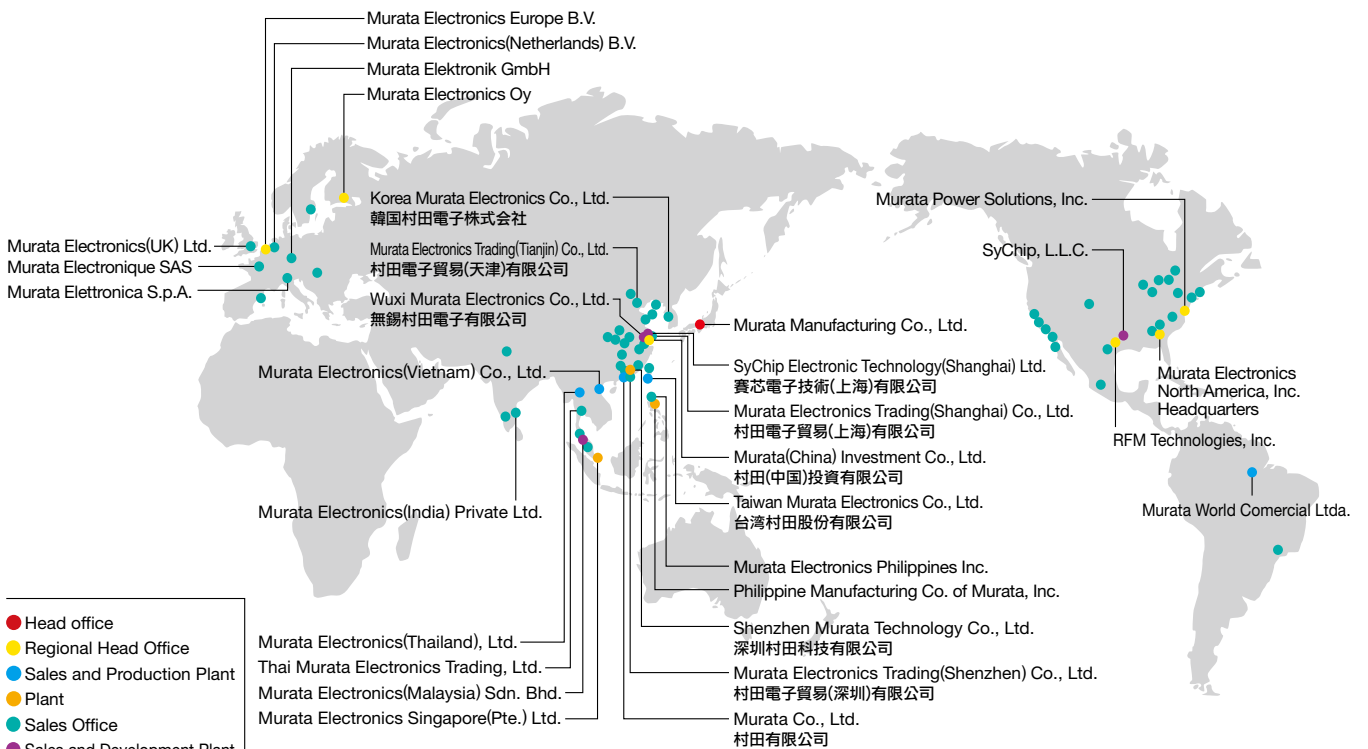 Murata Electronics Europe B.V.
Murata Electronics(Netherlands) B.V.
Murata Elektronik GmbH
Murata Electronics Oy
Murata Electronics(UK) Ltd.
Murata Electronique SAS
Murata Elettronica S.p.A.
Korea Murata Electronics Co., Ltd.
韓国村田電子株式会社
Murata Electronics Trading(Tianjin) Co., Ltd.
村田電子貿易(天津)有限公司
Wuxi Murata Electronics Co., Ltd.
無錫村田電子有限公司
Murata Electronics(Vietnam) Co., Ltd.
Murata Electronics(India) Private Ltd.
Murata Power Solutions, Inc.
SyChip, L.L.C.
Murata Manufacturing Co., Ltd.
SyChip Electronic Technology(Shanghai) Ltd.
賽芯電子技術(上海)有限公司
Murata Electronics Trading(Shanghai) Co., Ltd.
村田電子貿易(上海)有限公司
Murata(China) Investment Co., Ltd.
村田(中国)投資有限公司
Taiwan Murata Electronics Co., Ltd.
台湾村田股份有限公司
Murata Electronics Philippines Inc.
Philippine Manufacturing Co. of Murata, Inc.
Shenzhen Murata Technology Co., Ltd.
深圳村田科技有限公司
Murata Electronics Trading(Shenzhen) Co., Ltd.
村田電子貿易(深圳)有限公司
Murata Co., Ltd.
村田有限公司
Murata Electronics
North America, Inc.
Headquarters
RFM Technologies, Inc.
Murata World Comercial Ltda.
Murata Electronics(Thailand), Ltd.
Thai Murata Electronics Trading, Ltd.
Murata Electronics(Malaysia) Sdn. Bhd.
Murata Electronics Singapore(Pte.) Ltd.
Head office
Regional Head Office
Sales and Production Plant
Plant
Sales Office
Sales and Development Plant